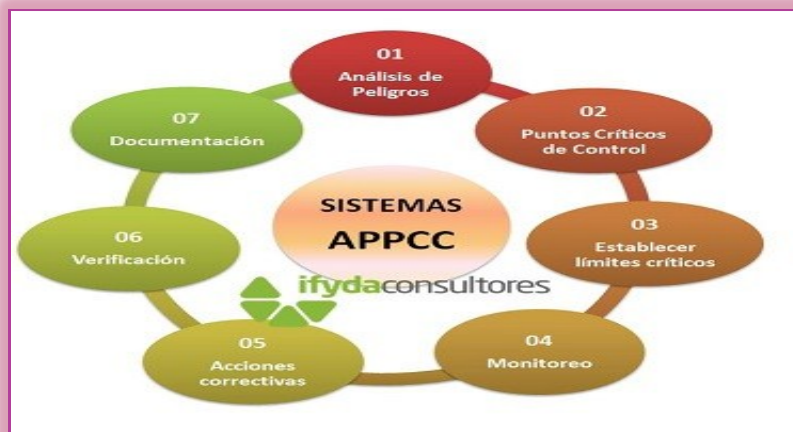 01
Análisis de
Peligros
02
Puntos Críticos
de Control
03
Establecer
límites críticos
04
Monitoreo
05
Acciones
correctivas
06
Verificación
07
Documentación
SISTEMAS
APPCC
ifydaconsultores